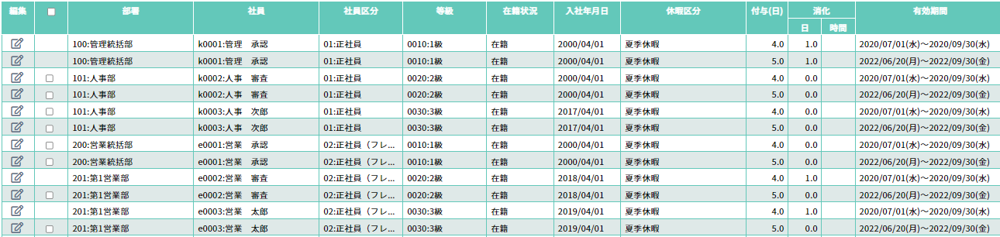 編集 部署 社員 社員区分 等級 在籍状況 入社年月日 休暇区分 付与(日) 消化 有効期間
日 時間
100:管理統括部 k0001:管理　承認 01:正社員 0010:1級 在籍 2000/04/01 夏季休暇 4.0 1.0 2020/07/01(水)～2020/09/30(水)
100:管理統括部 k0001:管理　承認 01:正社員 0010:1級 在籍 2000/04/01 夏季休暇 5.0 1.0 2022/06/20(月)～2022/09/30(金)
101:人事部 k0002:人事　審査 01:正社員 0020:2級 在籍 2000/04/01 夏季休暇 4.0 0.0 2020/07/01(水)～2020/09/30(水)
101:人事部 k0002:人事　審査 01:正社員 0020:2級 在籍 2000/04/01 夏季休暇 5.0 0.0 2022/06/20(月)～2022/09/30(金)
101:人事部 k0003:人事　次郎 01:正社員 0030:3級 在籍 2017/04/01 夏季休暇 4.0 0.0 2020/07/01(水)～2020/09/30(水)
101:人事部 k0003:人事　次郎 01:正社員 0030:3級 在籍 2017/04/01 夏季休暇 5.0 0.0 2022/06/20(月)～2022/09/30(金)
200:営業統括部 e0001:営業　承認 02:正社員（フレ... 0010:1級 在籍 2000/04/01 夏季休暇 4.0 0.0 2020/07/01(水)～2020/09/30(水)
200:営業統括部 e0001:営業　承認 02:正社員（フレ... 0010:1級 在籍 2000/04/01 夏季休暇 5.0 0.0 2022/06/20(月)～2022/09/30(金)
201:第1営業部 e0002:営業　審査 02:正社員（フレ... 0020:2級 在籍 2018/04/01 夏季休暇 4.0 1.0 2020/07/01(水)～2020/09/30(水)
201:第1営業部 e0002:営業　審査 02:正社員（フレ... 0020:2級 在籍 2018/04/01 夏季休暇 5.0 0.0 2022/06/20(月)～2022/09/30(金)
201:第1営業部 e0003:営業　太郎 02:正社員（フレ... 0030:3級 在籍 2019/04/01 夏季休暇 4.0 1.0 2020/07/01(水)～2020/09/30(水)
201:第1営業部 e0003:営業　太郎 02:正社員（フレ... 0030:3級 在籍 2019/04/01 夏季休暇 5.0 0.0 2022/06/20(月)～2022/09/30(金)